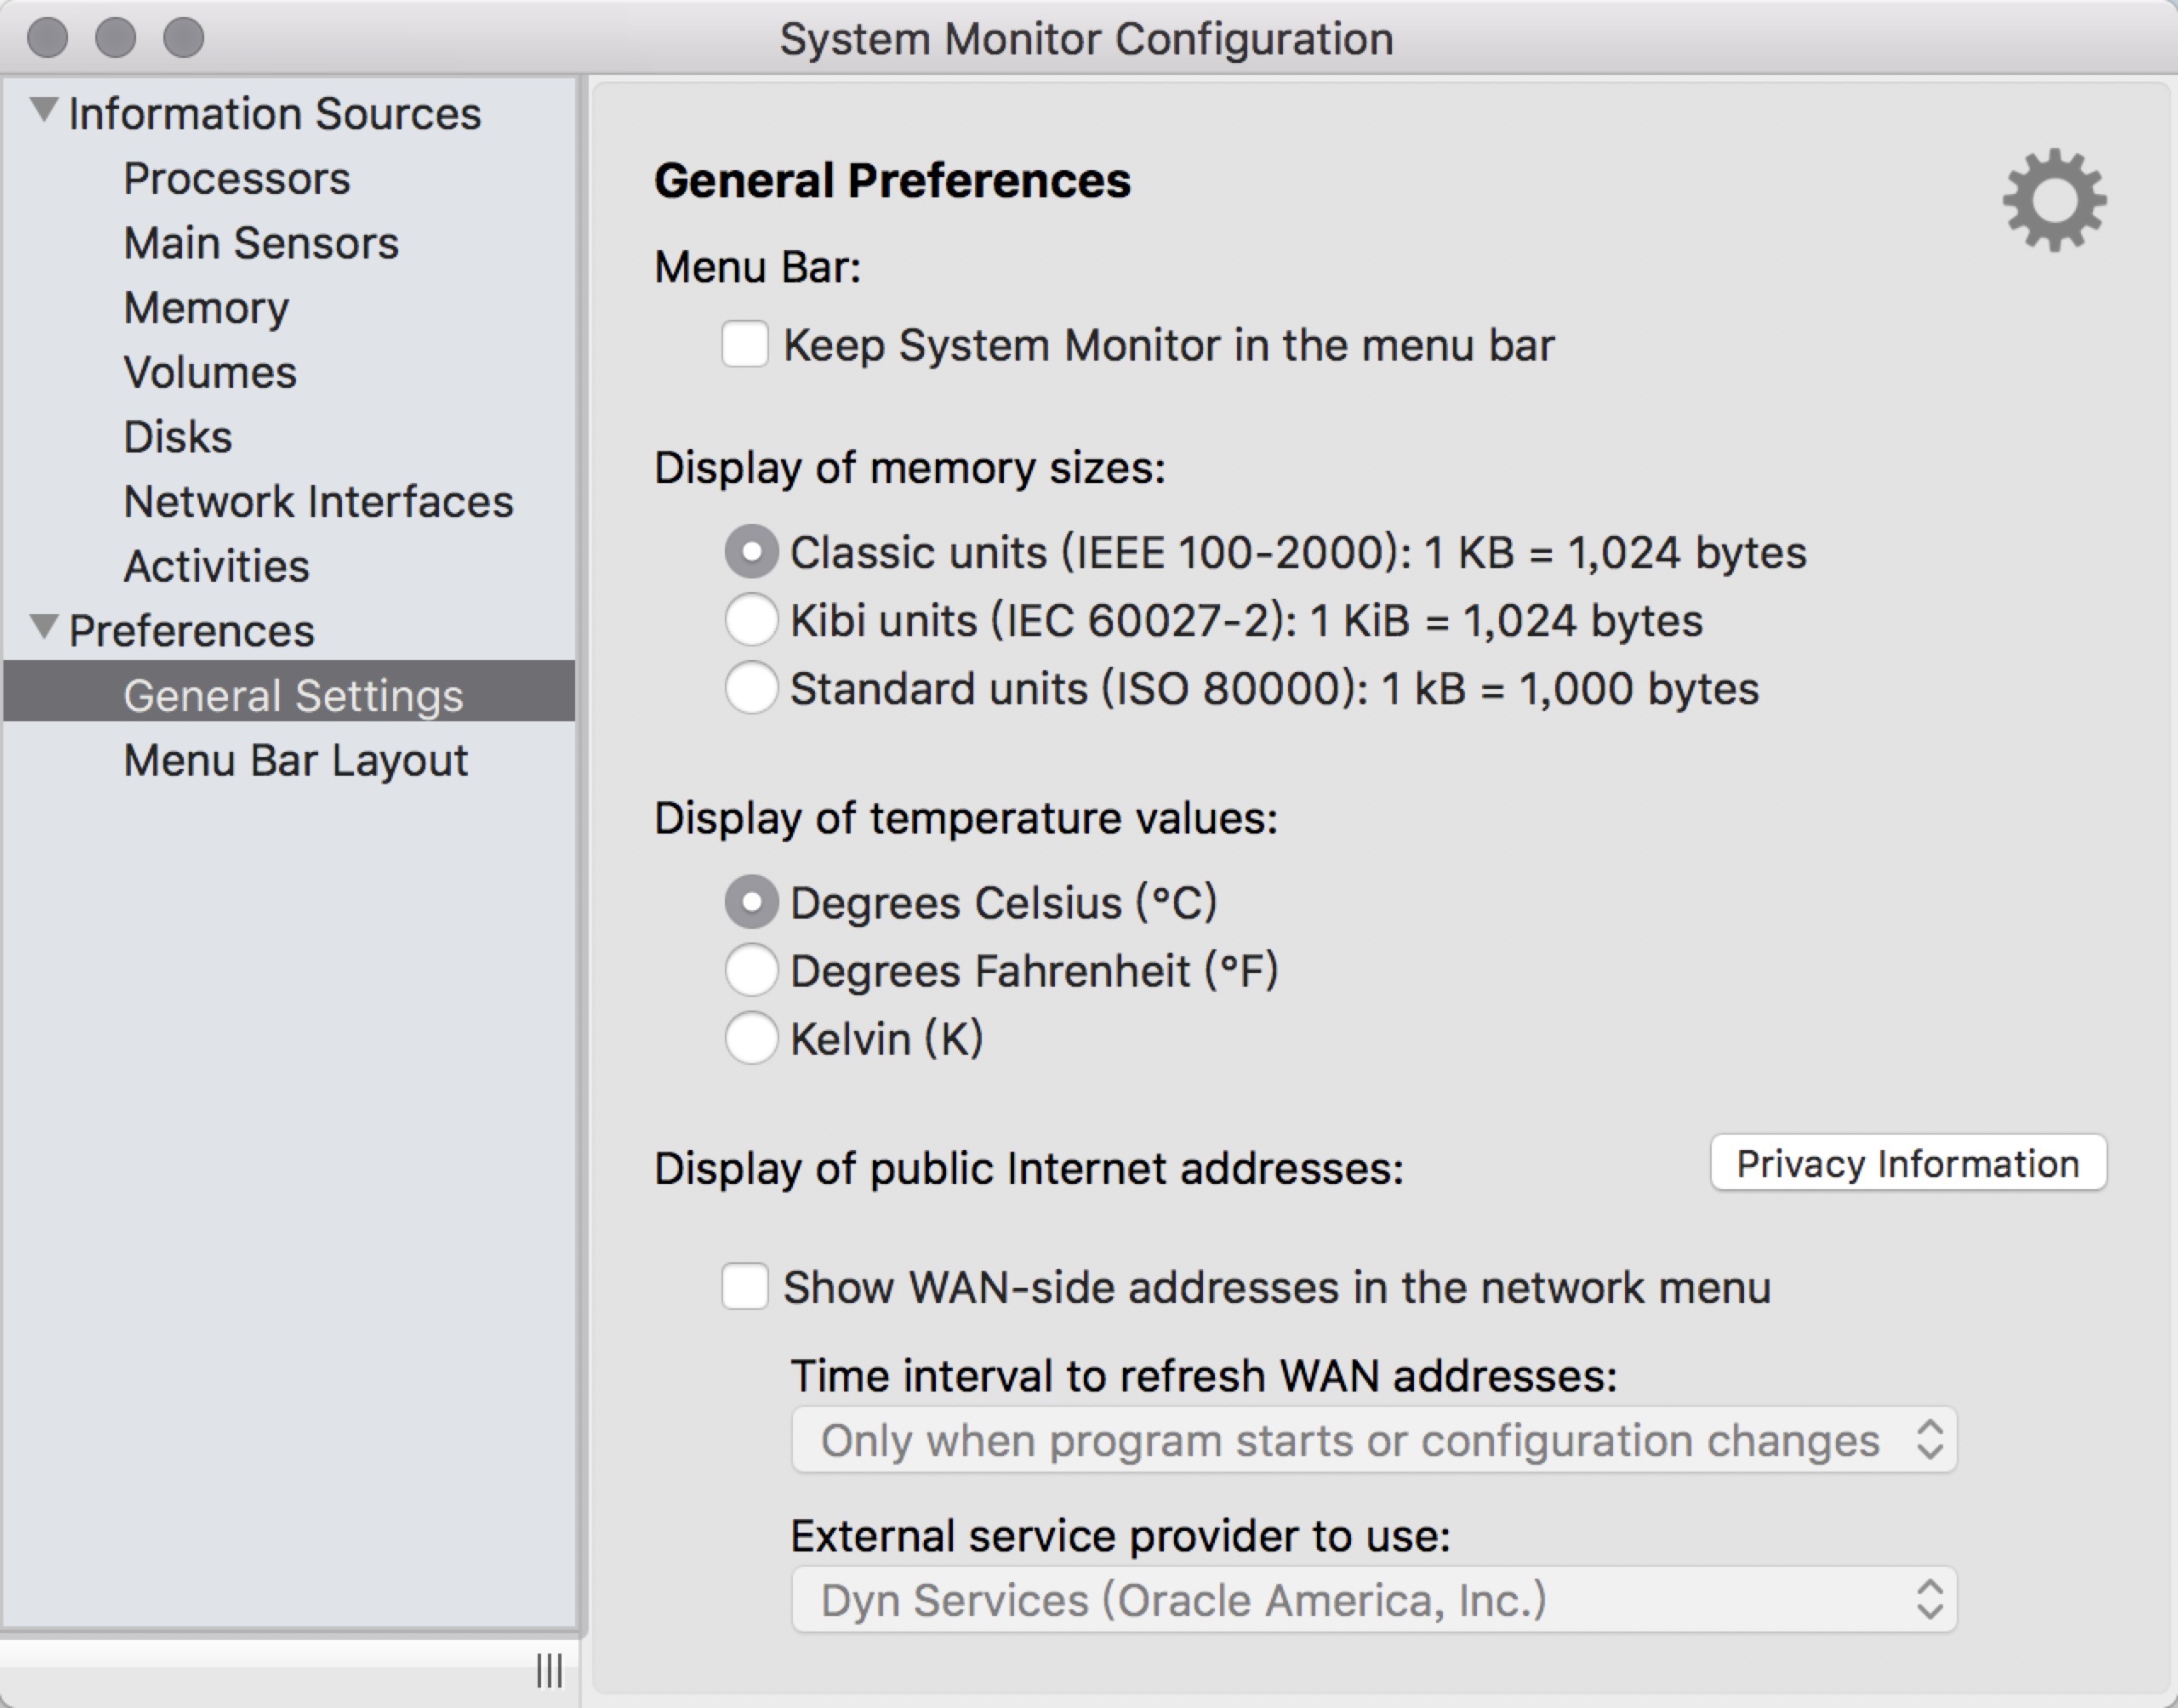 System Monitor Configuration
Information Sources
Processors
Main Sensors
Memory
Volumes
Disks
Network Interfaces
Activities
Preferences
General Settings
Menu Bar Layout
General Preferences
Menu Bar:
Keep System Monitor in the menu bar
Display of memory sizes:
Classic units (IEEE 100-2000): 1 KB = 1,024 bytes
Kibi units (IEC 60027-2): 1 KiB = 1,024 bytes
Standard units (ISO 80000): 1 kB = 1,000 bytes
Display of temperature values:
Degrees Celsius (°C)
Degrees Fahrenheit (°F)
Kelvin (K)
Display of public Internet addresses:
Privacy Information
Show WAN-side addresses in the network menu
Time interval to refresh WAN addresses:
Only when program starts or configuration changes
External service provider to use:
Dyn Services (Oracle America, Inc.)